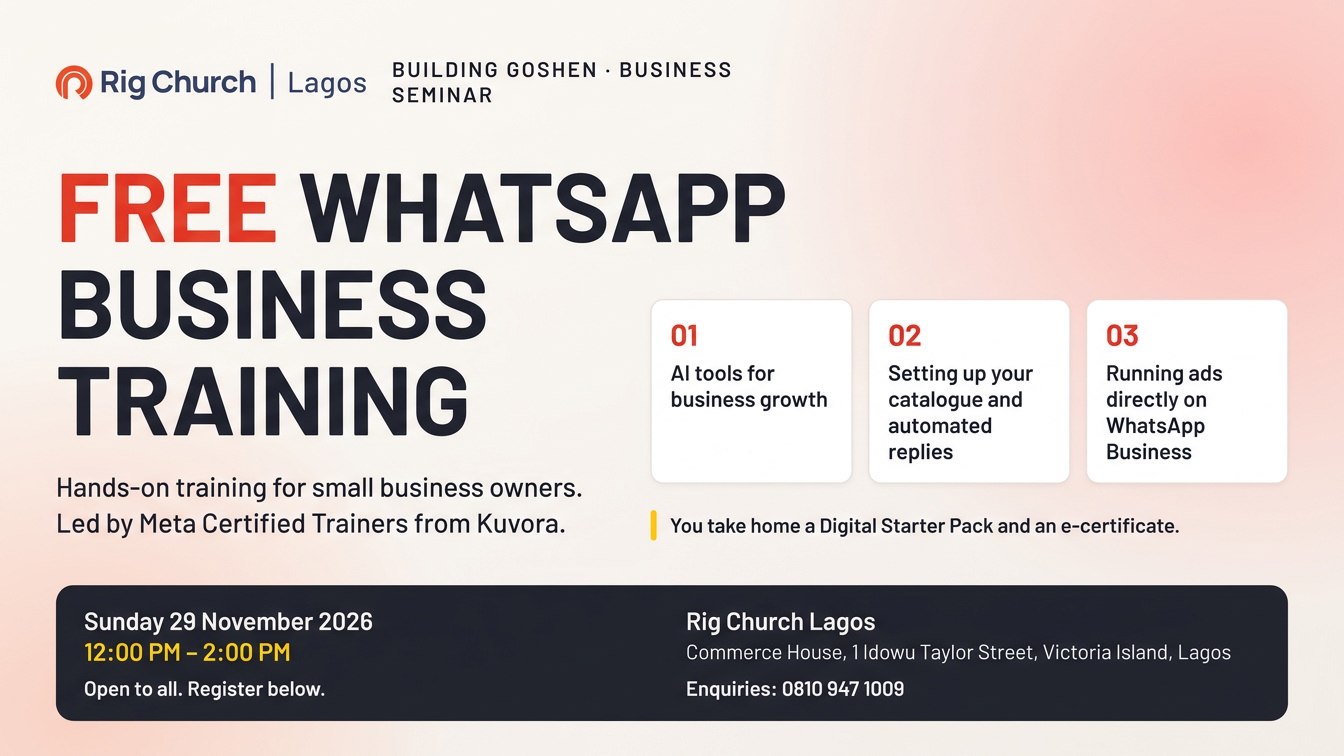 Rig Church | Lagos
BUILDING GOSHEN · BUSINESS
SEMINAR
FREE WHATSAPP
BUSINESS
TRAINING
Hands-on training for small business owners.
Led by Meta Certified Trainers from Kuvora.
01
AI tools for
business growth
02
Setting up your
catalogue and
automated
replies
03
Running ads
directly on
WhatsApp
Business
You take home a Digital Starter Pack and an e-certificate.
Sunday 29 November 2026
12:00 PM – 2:00 PM
Open to all. Register below.
Rig Church Lagos
Commerce House, 1 Idowu Taylor Street, Victoria Island, Lagos
Enquiries: 0810 947 1009